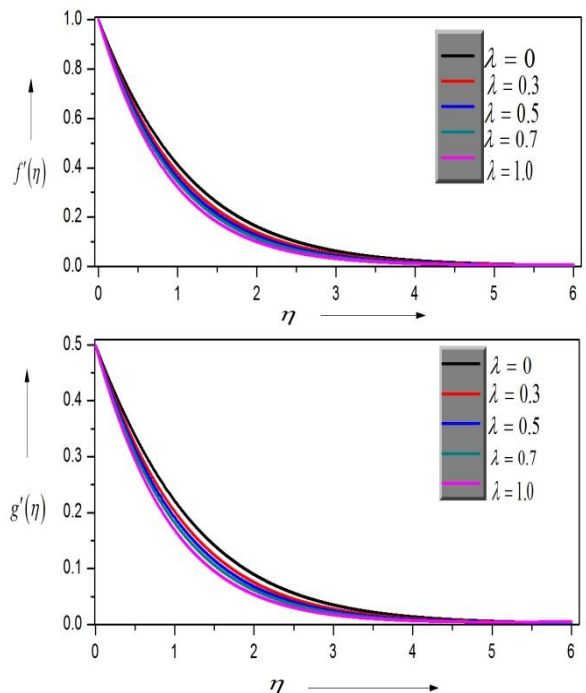 1.0
0.8
0.6
0.4
0.2
0.0
f'(η)
λ = 0
λ = 0.3
λ = 0.5
λ = 0.7
λ = 1.0
0 1 2 3 4 5 6
η
0.5
0.4
0.3
0.2
0.1
0.0
g'(η)
λ = 0
λ = 0.3
λ = 0.5
λ = 0.7
λ = 1.0
0 1 2 3 4 5 6
η